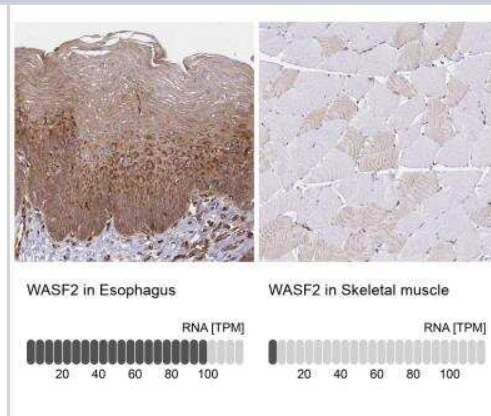 WASF2 in Esophagus
RNA [TPM]
20 40 60 80 100
WASF2 in Skeletal muscle
RNA [TPM]
20 40 60 80 100